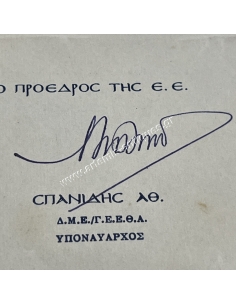 Ο ΠΡΟΕΔΡΟΣ ΤΗΣ Ε.Ε.
ΣΠΑΝΙΔΗΣ ΑΘ.
Δ.Μ.Ε./Γ.Ε.Ε.Θ.Α.
ΥΠΟΝΑΥΑΡΧΟΣ